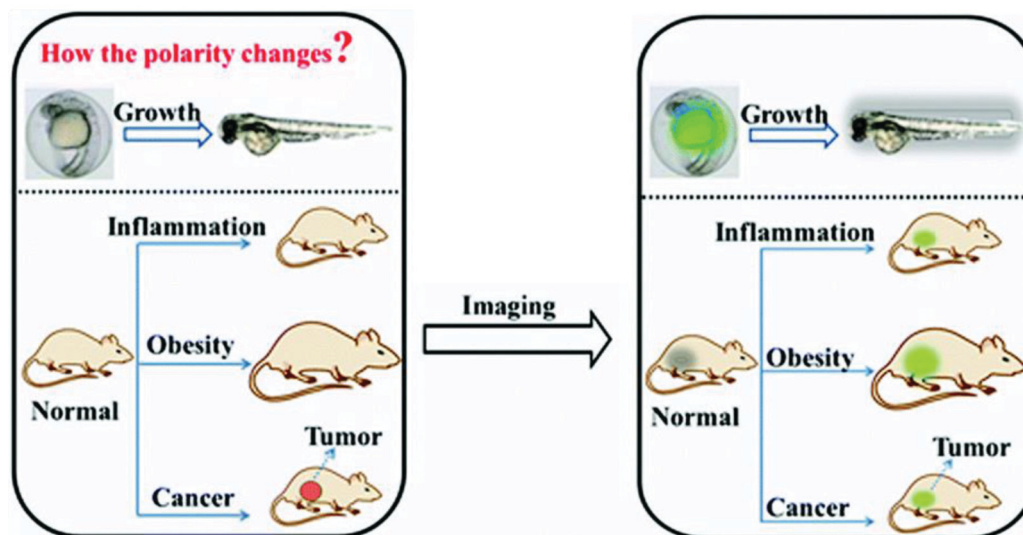 How the polarity changes?
Growth
Inflammation
Obesity
Normal
Tumor
Cancer
Imaging
Growth
Inflammation
Obesity
Normal
Tumor
Cancer